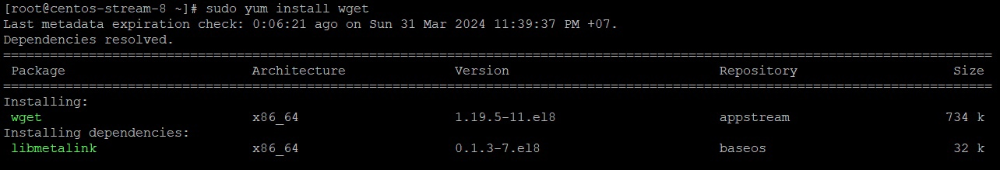 [root@centos-stream-8 ~]# sudo yum install wget
Last metadata expiration check: 0:06:21 ago on Sun 31 Mar 2024 11:39:37 PM +07.
Dependencies resolved.
================================================================================================================================
Package Architecture Version Repository Size
================================================================================================================================
Installing:
wget x86_64 1.19.5-11.el8 appstream 734 k
Installing dependencies:
libmetalink x86_64 0.1.3-7.el8 baseos 32 k